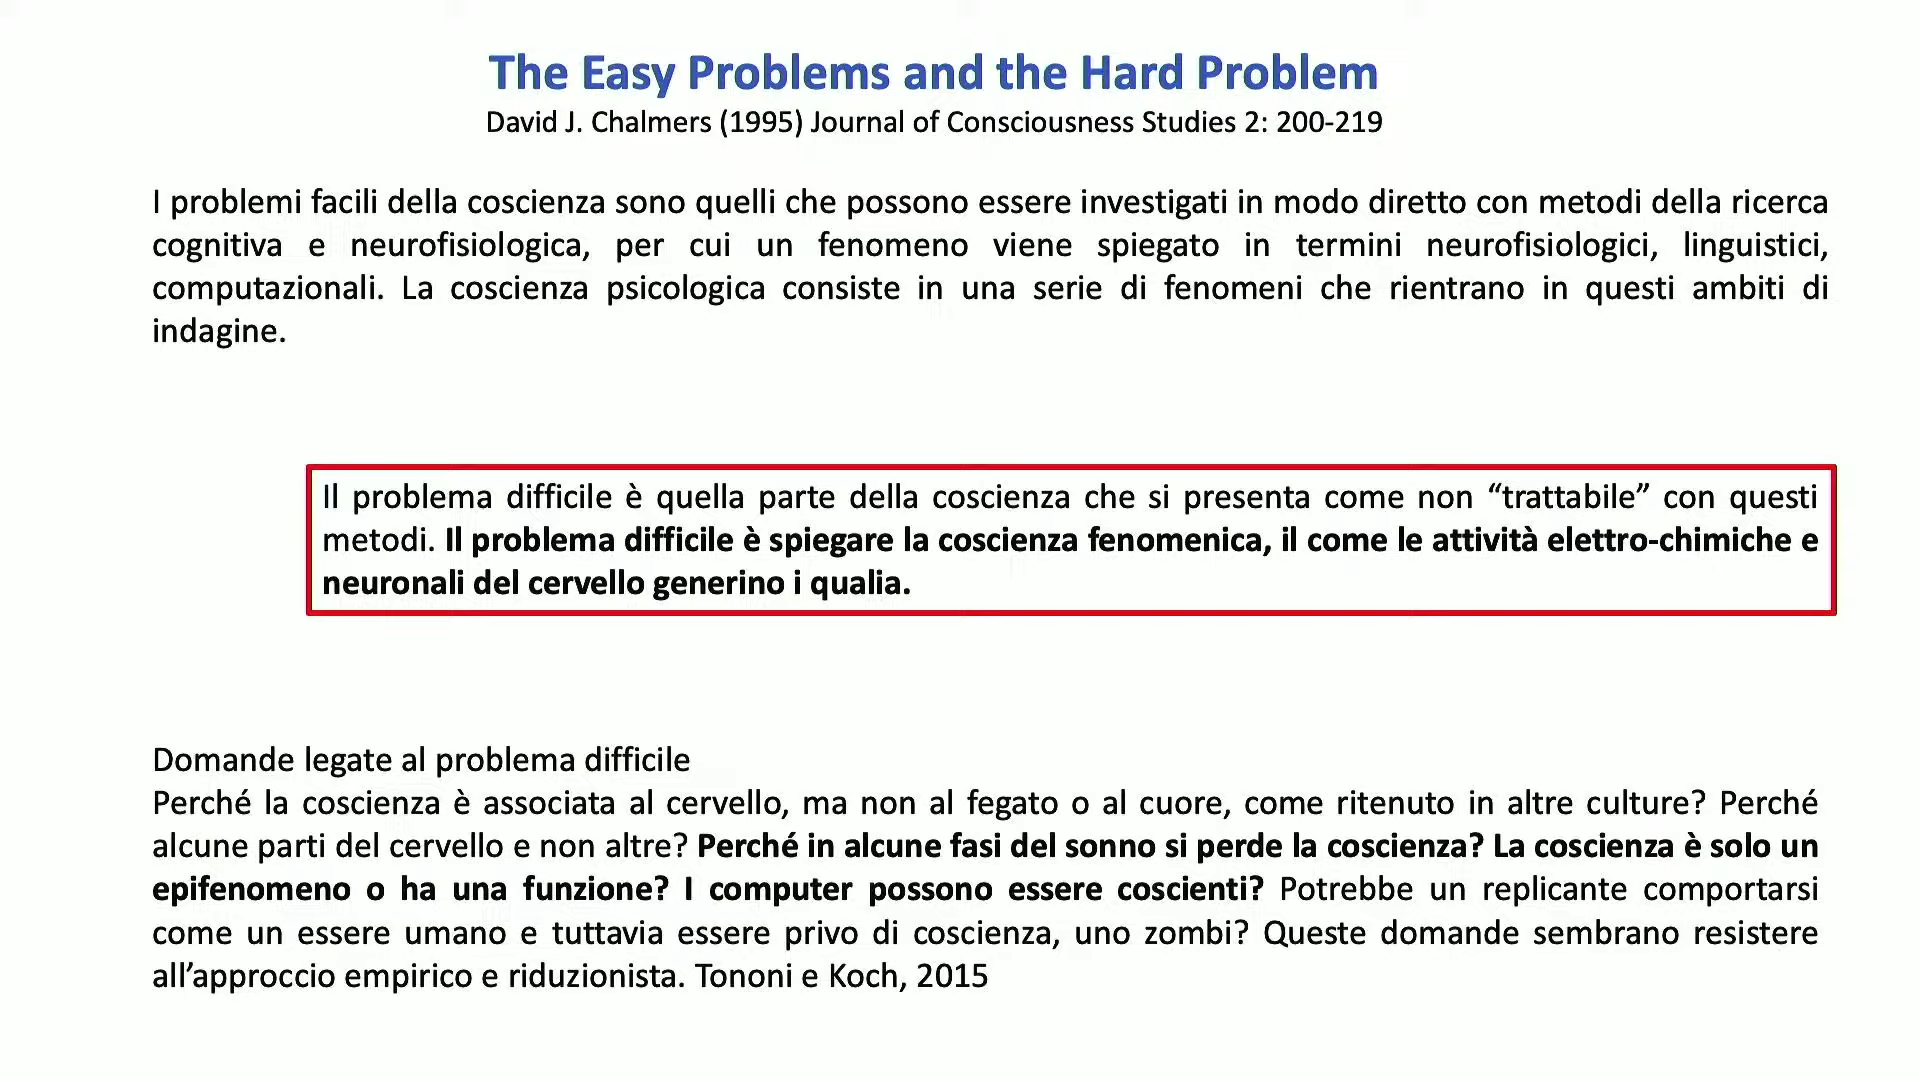 The Easy Problems and the Hard Problem
David J. Chalmers (1995) Journal of Consciousness Studies 2: 200-219
I problemi facili della coscienza sono quelli che possono essere investigati in modo diretto con metodi della ricerca
cognitiva e neurofisiologica, per cui un fenomeno viene spiegato in termini neurofisiologici, linguistici,
computazionali. La coscienza psicologica consiste in una serie di fenomeni che rientrano in questi ambiti di
indagine.
Il problema difficile è quella parte della coscienza che si presenta come non “trattabile” con questi
metodi. Il problema difficile è spiegare la coscienza fenomenica, il come le attività elettro-chimiche e
neuronali del cervello generino i qualia.
Domande legate al problema difficile
Perché la coscienza è associata al cervello, ma non al fegato o al cuore, come ritenuto in altre culture? Perché
alcune parti del cervello e non altre? Perché in alcune fasi del sonno si perde la coscienza? La coscienza è solo un
epifenomeno o ha una funzione? I computer possono essere coscienti? Potrebbe un replicante comportarsi
come un essere umano e tuttavia essere privo di coscienza, uno zombi? Queste domande sembrano resistere
all’approccio empirico e riduzionista. Tononi e Koch, 2015